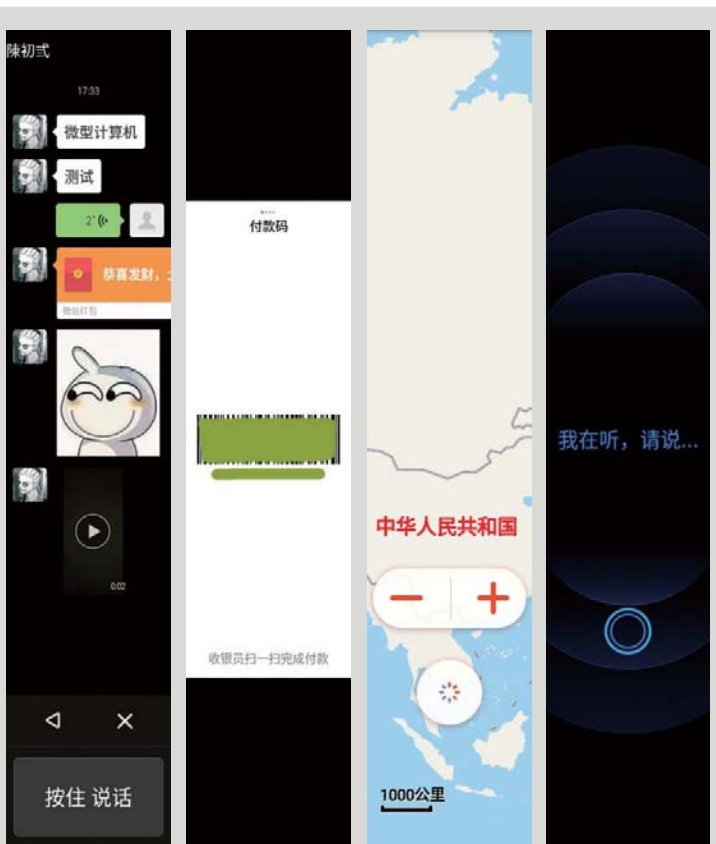 陳初弍
17:33
微型计算机
测试
2"
恭喜发财，
微信红包
0:02
按住 说话
付款码
收银员扫一扫完成付款
中华人民共和国
1000公里
我在听，请说...